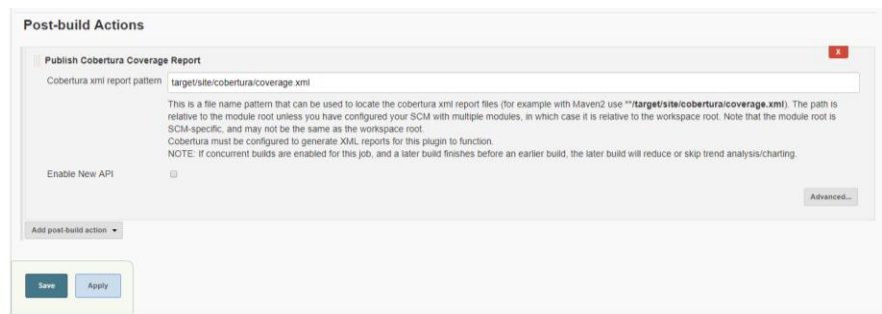 Post-build Actions
X
Publish Cobertura Coverage Report
Cobertura xml report pattern target/site/cobertura/coverage.xml
This is a file name pattern that can be used to locate the cobertura xml report files (for example with Maven2 use **/target/site/cobertura/coverage.xml). The path is
relative to the module root unless you have configured your SCM with multiple modules, in which case it is relative to the workspace root. Note that the module root is
SCM-specific, and may not be the same as the workspace root.
Cobertura must be configured to generate XML reports for this plugin to function.
NOTE: If concurrent builds are enabled for this job, and a later build finishes before an earlier build, the later build will reduce or skip trend analysis/charting.
Enable New API
Advanced...
Add post-build action
Save Apply